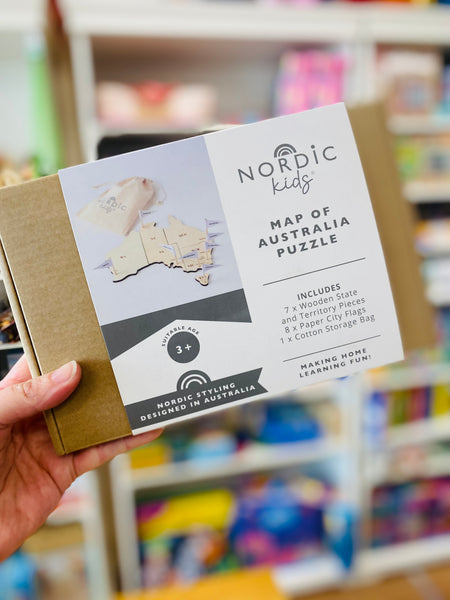 NORDIC
NORDIC
kids
MAP OF
AUSTRALIA
PUZZLE
INCLUDES
7 x Wooden State
and Territory Pieces
8 x Paper City Flags
1 x Cotton Storage Bag
MAKING HOME
LEARNING FUN!
SUITABLE AGE
3+
NORDIC STYLING
DESIGNED IN AUSTRALIA